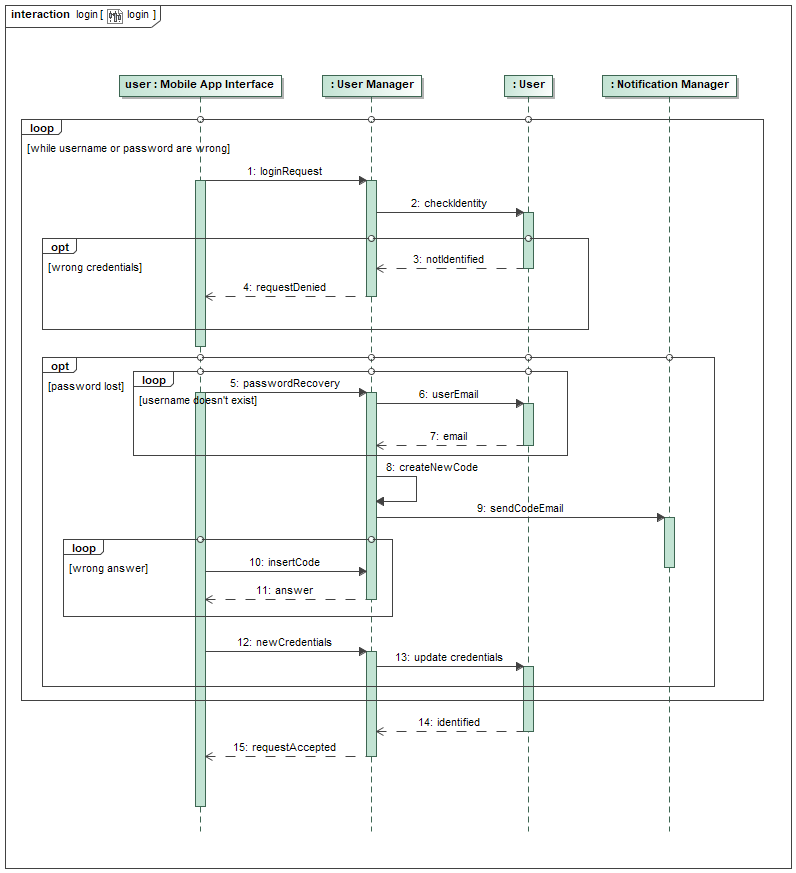 interaction login [ login ]
user : Mobile App Interface
: User Manager
: User
: Notification Manager
loop
[while username or password are wrong]
1: loginRequest
2: checkIdentity
opt
[wrong credentials]
3: notIdentified
4: requestDenied
opt
[password lost]
loop
[username doesn't exist]
5: passwordRecovery
6: userEmail
7: email
8: createNewCode
9: sendCodeEmail
loop
[wrong answer]
10: insertCode
11: answer
12: newCredentials
13: update credentials
14: identified
15: requestAccepted